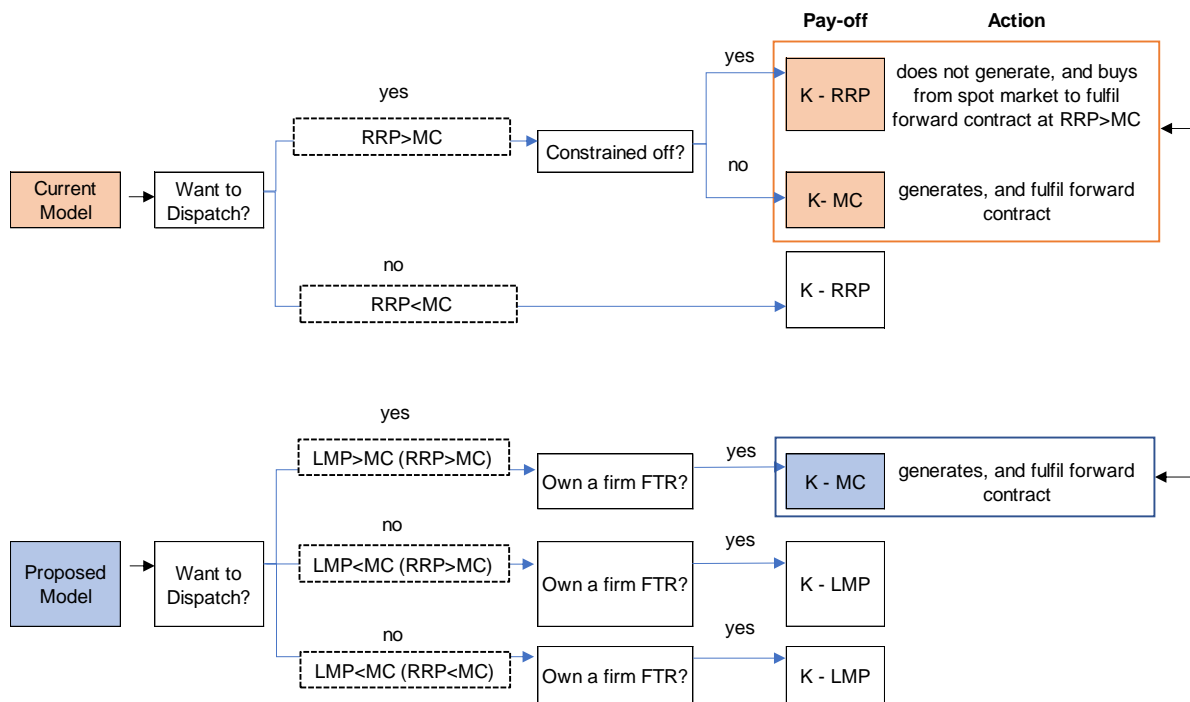 Pay-off
Action
yes
yes
K - RRP
does not generate, and buys
from spot market to fulfil
forward contract at RRP>MC
RRP>MC
Constrained off?
no
Current
Model
Want to
Dispatch?
K- MC
generates, and fulfil forward
contract
no
RRP<MC
K - RRP
yes
LMP>MC (RRP>MC)
Own a firm FTR?
yes
K - MC
generates, and fulfil forward
contract
no
Proposed
Model
Want to
Dispatch?
LMP<MC (RRP>MC)
Own a firm FTR?
yes
K - LMP
no
LMP<MC (RRP<MC)
Own a firm FTR?
yes
K - LMP